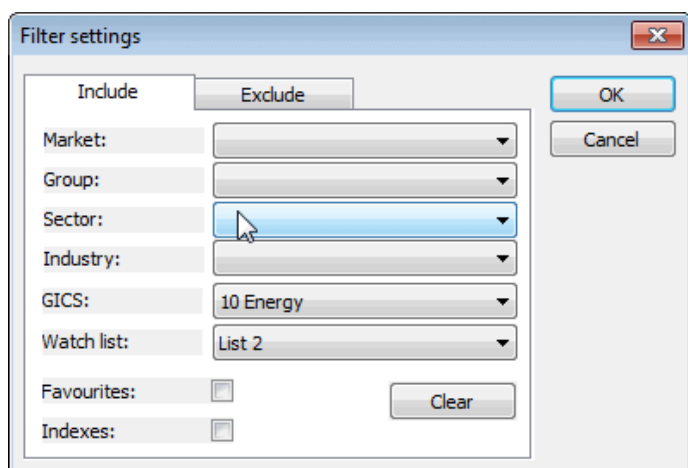 Filter settings
Include Exclude OK
Market: Cancel
Group:
Sector:
Industry:
GICS: 10 Energy
Watch list: List 2
Favourites: Clear
Indexes: